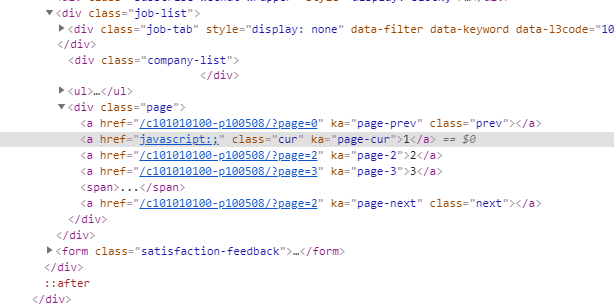 ▼<div class="job-list">
▶<div class="job-tab" style="display: none" data-filter data-keyword data-l3code="10
</div>
<div class="company-list">
</div>
▶<ul>…</ul>
▼<div class="page">
<a href="/c101010100-p100508/?page=0" ka="page-prev" class="prev"></a>
<a href="javascript:;" class="cur" ka="page-cur">1</a> == $0
<a href="/c101010100-p100508/?page=2" ka="page-2">2</a>
<a href="/c101010100-p100508/?page=3" ka="page-3">3</a>
<span>...</span>
<a href="/c101010100-p100508/?page=2" ka="page-next" class="next"></a>
</div>
</div>
▶<form class="satisfaction-feedback">…</form>
</div>
::after
</div>